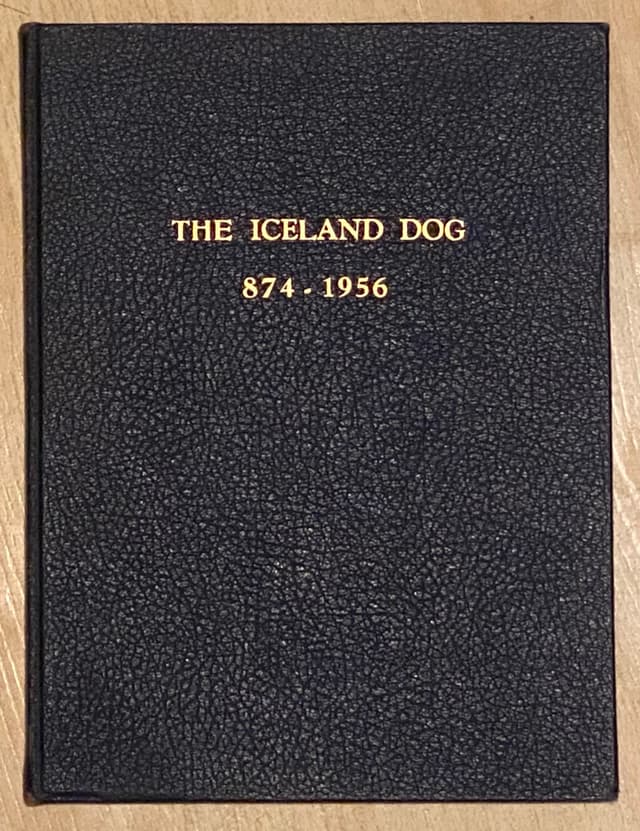 THE ICELAND DOG
874 - 1956